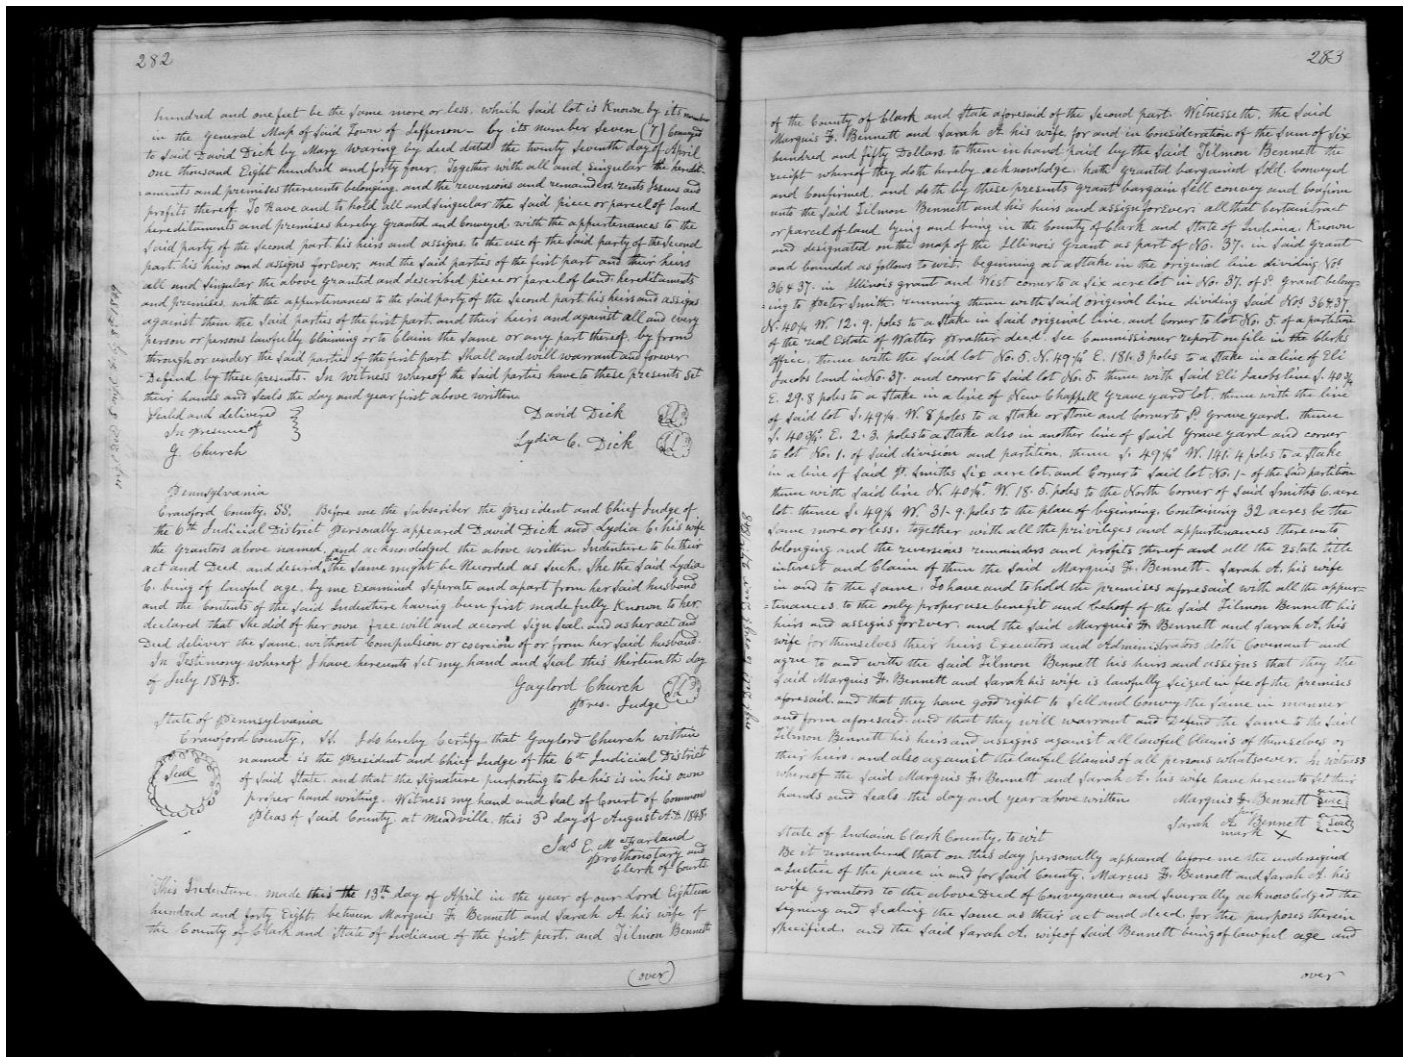 282
hundred and one feet be the same more or less. which said lot is Known by its number
in the General Map of Said Town of Jefferson - by its number Seven (7) Conveyed
to Said David Dick by Mary Waring by deed dated the twenty Seventh day of April
one thousand Eight hundred and forty four. Together with all and Singular the heredit-
aments and premises thereunto belonging. and the reversions and remainders. rents Issues and
profits thereof. To have and to hold all and singular the Said piece or parcel of land
hereditaments and premises hereby Granted and Conveyed with the appurtenances to the
Said party of the Second part his heirs and assigns to the use of the Said party of the Second
part. his heirs and assigns forEver. and the Said parties of the first part and their heirs
all and Singular the above granted and described piece or parcel of land, hereditaments
and premises. with the appurtenances to the Said party of the Second part his heirs and assigns
against them the Said parties of the first part. and their heirs and against all and every
person or persons lawfully Claiming or to Claim the Same or any part thereof. by from
through or under the Said parties of the first part Shall and will warrant and forever
Defend by these presents. In witness whereof the Said parties have to these presents set
their hands and Seals the day and year first above written.
Sealed and delivered
In presence of
G. Church
David Dick
Lydia C. Dick
Pennsylvania
Crawford County. SS. Before me the Subscriber the President and Chief Judge of
the 6th Judicial District Personally appeared David Dick and Lydia C. his wife
the Grantors above named. and acknowledged the above written Indenture to be their
act and Deed and desired that the Same might be Recorded as Such. She the Said Lydia
C. being of lawful age. by me Examined Seperate and apart from her said husband
and the Contents of the Said Indenture having been first made fully Known to her.
declared that She did of her own free will and accord Sign Seal. and as her act and
Deed deliver the Same. without Compulsion or coercion of or from her Said husband.
In Testimony whereof I have hereunto Set my hand and Seal this thirteenth day
of July 1848.
Gaylord Church
Pres. Judge
State of Pennsylvania
Crawford County. SS. I do hereby Certify that Gaylord Church within
named is the President and Chief Judge of the 6th Judicial District
of Said State. and that the Signature purporting to be his is in his own
proper hand writing. Witness my hand and Seal of Court of Common
Pleas of Said County at Meadville this 3d day of August A.D. 1848
Seal
Jas E. McFarland
Prothonotary and
Clerk of Courts
This Indenture. made this the 13th day of April in the year of our Lord Eighteen
hundred and forty Eight. between Marquis F. Bennett and Sarah A. his wife of
the County of Clark and State of Indiana of the first part. and Tilmon Bennett
(over)
283
of the County of Clark and State aforesaid of the Second part. Witnesseth. the Said
Marquis F. Bennett and Sarah A. his wife for and in Consideration of the Sum of Six
hundred and fifty Dollars to them in hand paid by the Said Tilmon Bennett the
receipt whereof they doth hereby acknowledge. hath granted bargained Sold. Conveyed
and Confirmed. and doth by these presents grant bargain Sell convey and Confirm
unto the Said Tilmon Bennett and his heirs and assign forEver; all that Certain tract
or parcel of land lying and being in the County of Clark and State of Indiana. Known
and designated on the map of the Illinois Grant as part of No. 37. in Said Grant
and bounded as follows to wit. beginning at a Stake in the original line dividing Nos
36 & 37. in Illinois grant and West corner to a Six acre lot in No. 37. of Sd. Grant belong-
=ing to Peter Smith. running thence with Said original line dividing Said Nos 36 & 37.
N. 40¼ W. 12.9. poles to a Stake in Said original line. and Corner to lot No. 5. of a partition
of the real Estate of Walter Prather deed. See Commissioner report on file in the Clerks
office. thence with the Said lot No. 5. N. 49¼° E. 181.3 poles to a Stake in a line of Eli
Jacobs land in No. 37. and corner to Said lot No. 5. thence with Said Eli Jacobs line S. 40¾
E. 29.8 poles to a Stake in a line of New Chappell Grave yard lot. thence with the line
of Said lot S. 49¼. W. 8 poles to a Stake or Stone and Corner to Sd. Grave yard. thence
S. 40¾°. E. 2.3. poles to a Stake also in another line of Said Grave yard and corner
to lot No. 1. of Said division and partition. thence S. 49¼° W. 141.4 poles to a Stake
in a line of Said P. Smiths Six acre lot. and Corner to Said lot No. 1- of the Said partition
thence with Said line N. 40¼°. W. 18.5. poles to the North Corner of Said Smiths 6. acre
lot. thence S. 49¼ W. 31-9. poles to the place of beginning. Containing 32 acres be the
Same more or less. together with all the privileges and appurtenances thereunto
belonging and the reversions remainders and profits thereof and all the Estate title
interest and Claim of them the Said Marquis F. Bennett - Sarah A. his wife
in and to the Same; To have and to hold the premises aforesaid with all the appur-
=tenances. to the only proper use benefit and behoof of the Said Tilmon Bennett his
heirs and assigns for Ever. and the Said Marquis F. Bennett and Sarah A. his
wife for themselves their heirs Executors and Administrators doth Covenant and
agree to and with the Said Tilmon Bennett his heirs and assigns that they the
Said Marquis F. Bennett and Sarah his wife is lawfully Seized in fee of the premises
aforesaid. and that they have good right to Sell and Convey the Same in manner
and form aforesaid. and that they will warrant and Defend the Same to the Said
Tilmon Bennett his heirs and assigns against all lawful Claims of themselves or
their heirs. and also against the lawful Claims of all persons whatsoever. In witness
whereof the Said Marquis F. Bennett and Sarah A. his wife have hereunto Set their
hands and Seals the day and year above written.
Marquis F. Bennett Seal
Sarah A. her Bennett Seal
mark X
State of Indiana Clark County. to wit
Be it remembered that on this day personally appeared before me the undersigned
a Justice of the peace in and for Said County. Marcus F. Bennett and Sarah A. his
wife grantors to the above Deed of Conveyance. and Severally acknowledged the
signing and Sealing the Same as their act and deed. for the purposes therein
Specified. and the Said Sarah A. wife of Said Bennett being of lawful age and
over